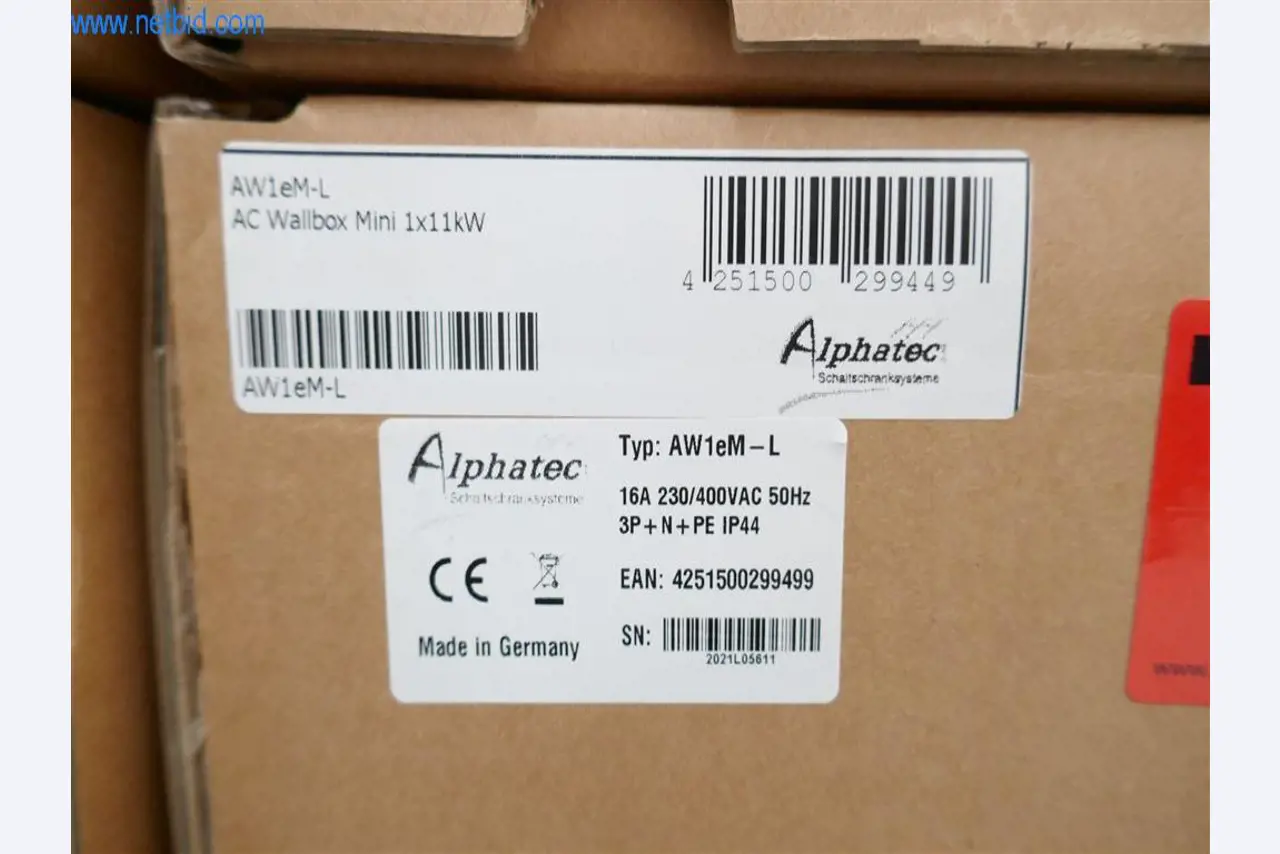 www.netbid.com
AW1eM-L
AC Wallbox Mini 1x11kW
4 251500 299449
AW1eM-L
Alphatec
Schaltschranksysteme
Alphatec
Schaltschranksysteme
Typ: AW1eM-L
16A 230/400VAC 50Hz
3P+N+PE IP44
EAN: 4251500299499
CE
Made in Germany
SN:
2021L05611